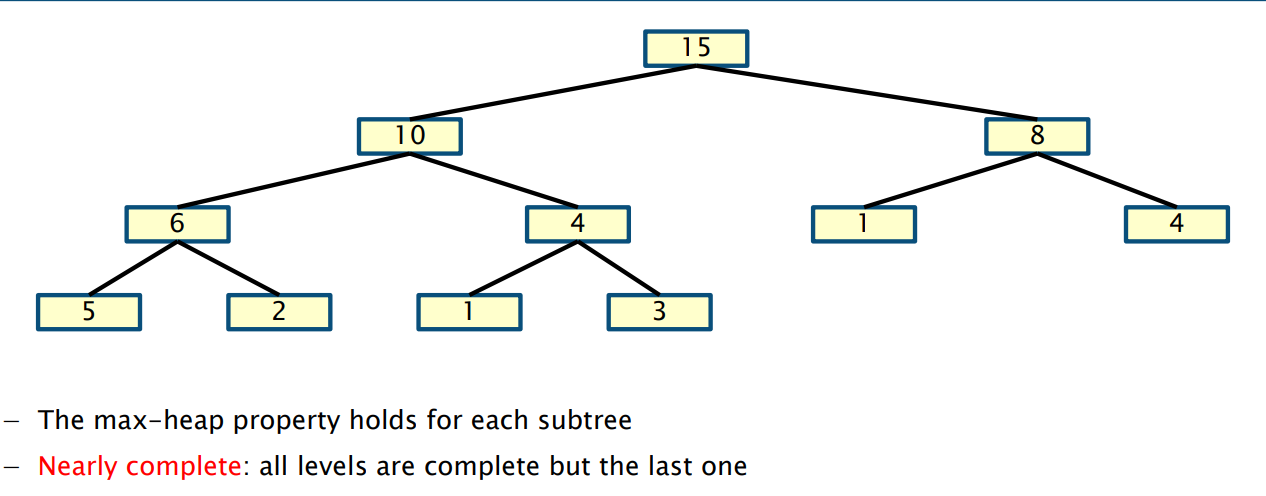 15
10 8
6 4 1 4
5 2 1 3
– The max-heap property holds for each subtree
– Nearly complete: all levels are complete but the last one